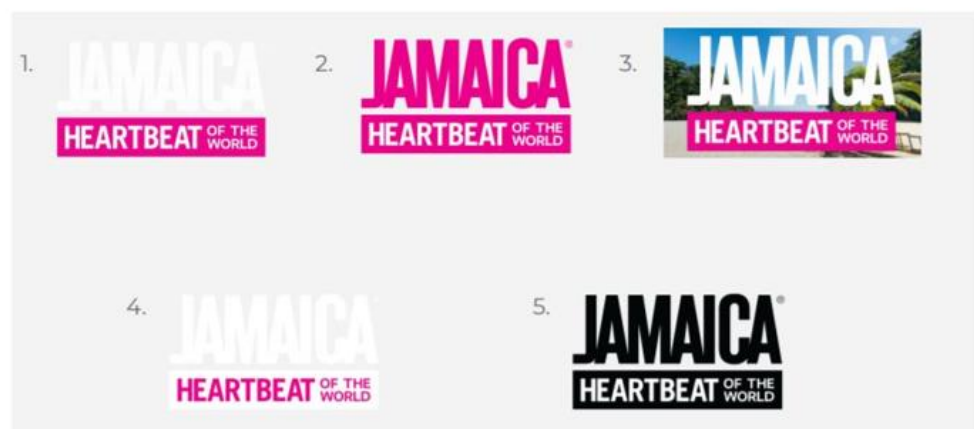 1.
JAMAICA
HEARTBEAT OF THE WORLD
2.
JAMAICA®
HEARTBEAT OF THE WORLD
3.
JAMAICA
HEARTBEAT OF THE WORLD
4.
JAMAICA
HEARTBEAT OF THE WORLD
5.
JAMAICA®
HEARTBEAT OF THE WORLD